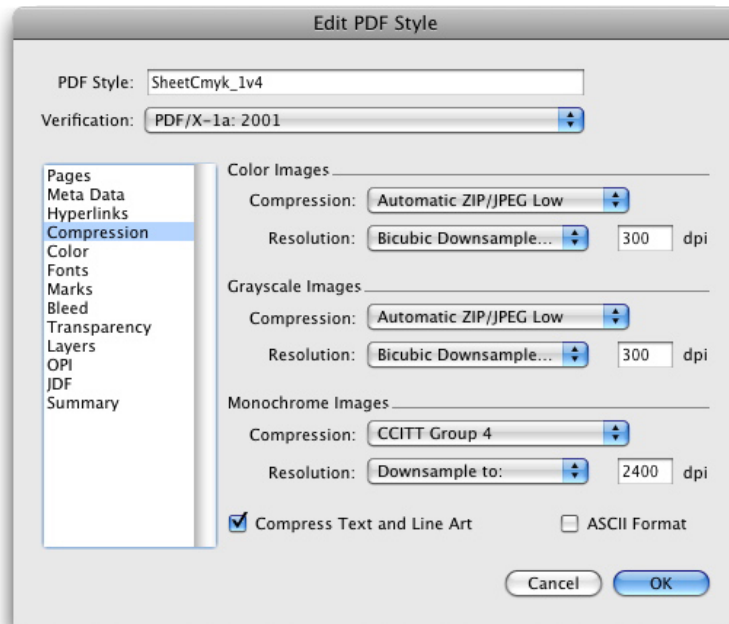 Edit PDF Style
PDF Style: SheetCmyk_1v4
Verification: PDF/X-1a: 2001
Pages
Meta Data
Hyperlinks
Compression
Color
Fonts
Marks
Bleed
Transparency
Layers
OPI
JDF
Summary
Color Images
Compression: Automatic ZIP/JPEG Low
Resolution: Bicubic Downsample... 300 dpi
Grayscale Images
Compression: Automatic ZIP/JPEG Low
Resolution: Bicubic Downsample... 300 dpi
Monochrome Images
Compression: CCITT Group 4
Resolution: Downsample to: 2400 dpi
Compress Text and Line Art ASCII Format
Cancel OK